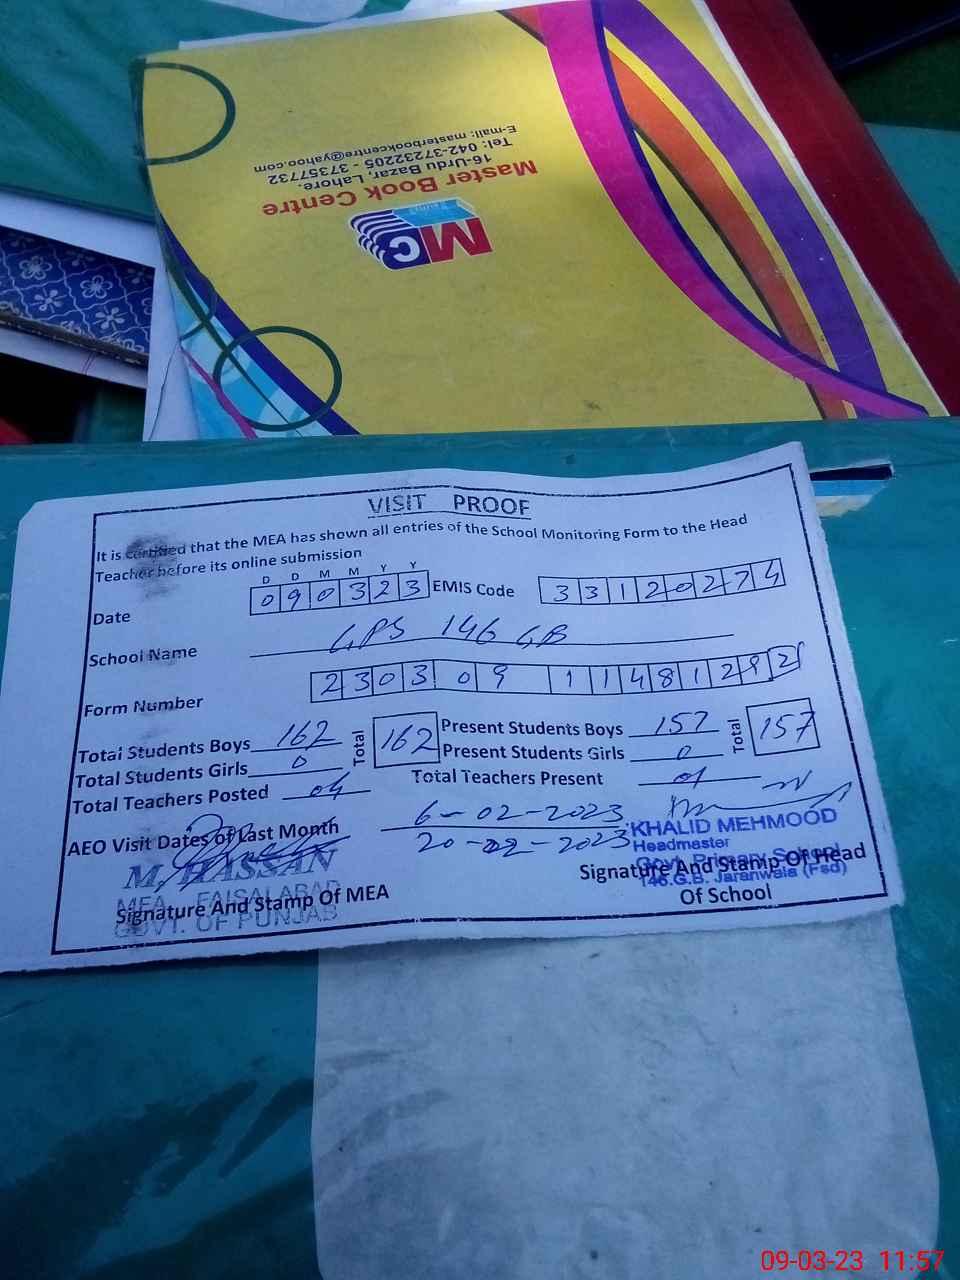 Master Book Centre
16-Urdu Bazar, Lahore.
Tel: 042-37232205 - 37357732
E-mail: masterbookcentre@yahoo.com
MC
VISIT PROOF
It is certified that the MEA has shown all entries of the School Monitoring Form to the Head
Teacher before its online submission
D D M M Y Y
Date 0 9 0 3 2 3 EMIS Code 3 3 1 2 0 2 7 4
School Name GPS 146 GB
Form Number 2 3 0 3 0 9 1 1 4 8 1 2 9 2
Total Students Boys 162 Total 162 Present Students Boys 157 Total 157
Total Students Girls 0 Present Students Girls 0
Total Teachers Posted 04 Total Teachers Present 04
AEO Visit Dates of Last Month 6-02-2023
20-02-2023
M. HASSAN
MEA FAISALABAD
GOVT. OF PUNJAB
Signature And Stamp Of MEA
KHALID MEHMOOD
Headmaster
Govt. Primary School
146.G.B. Jaranwala (Fsd)
Signature And Stamp Of Head
Of School
09-03-23 11:57